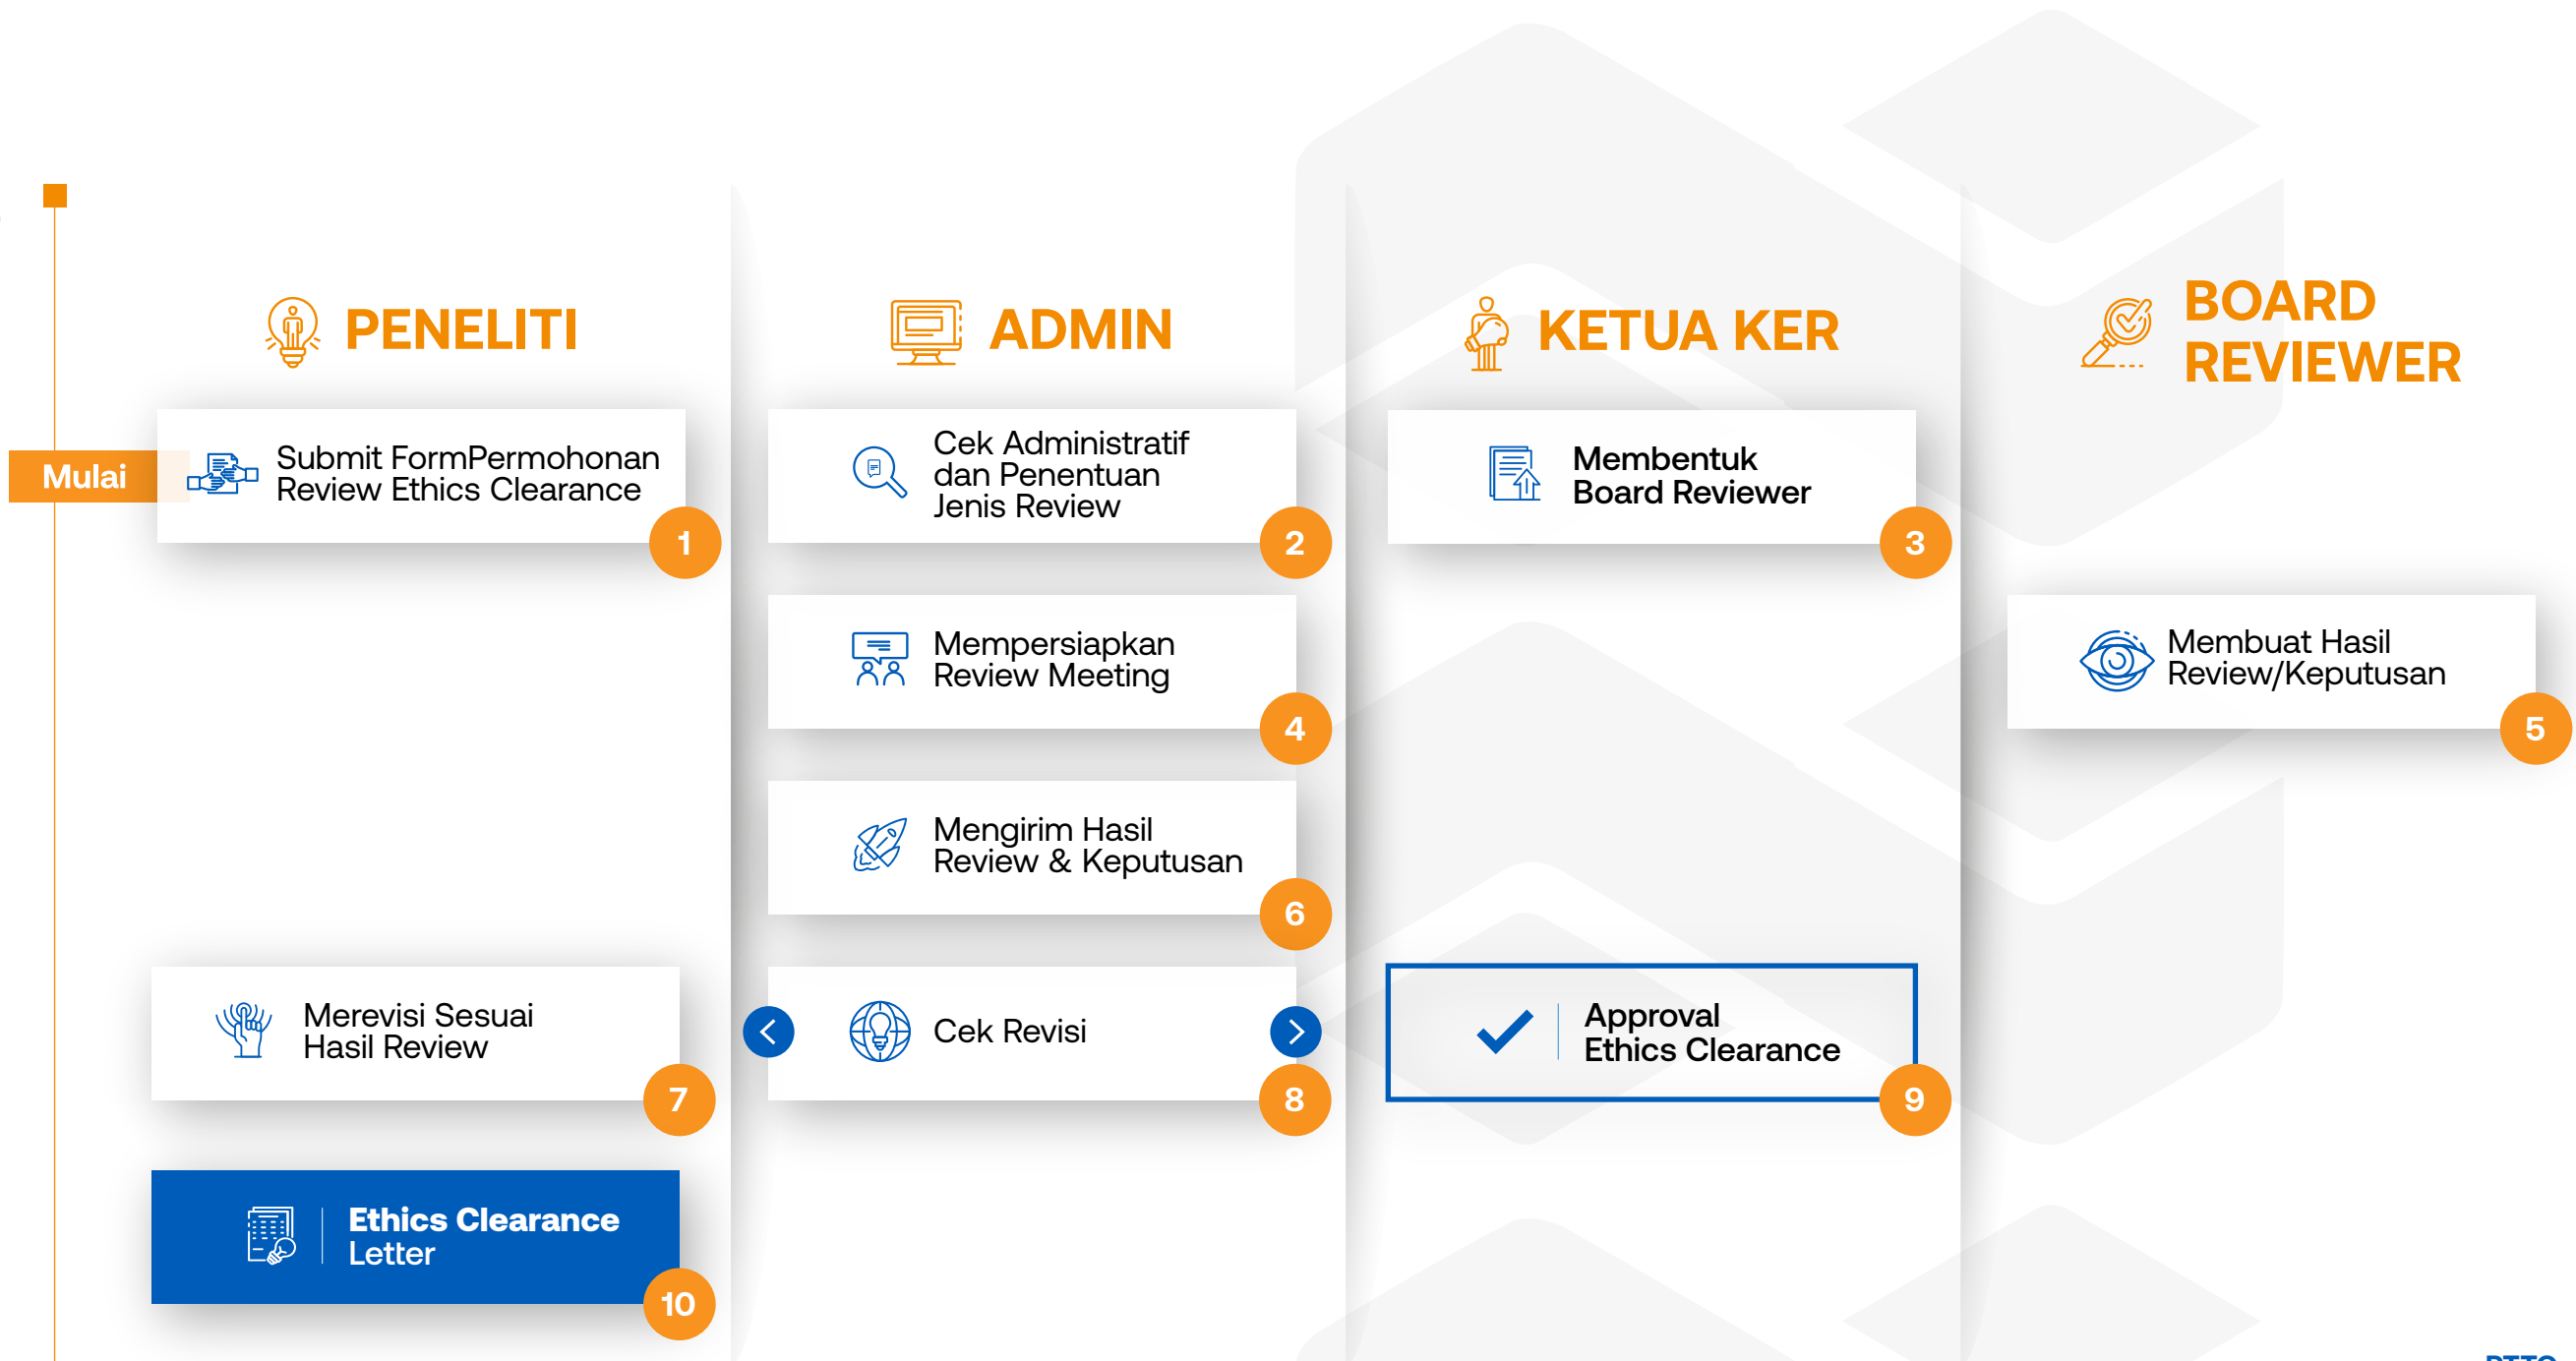 PENELITI
ADMIN
KETUA KER
BOARD
REVIEWER
Mulai
Submit FormPermohonan
Review Ethics Clearance
1
Cek Administratif
dan Penentuan
Jenis Review
2
Membentuk
Board Reviewer
3
Mempersiapkan
Review Meeting
4
Membuat Hasil
Review/Keputusan
5
Mengirim Hasil
Review & Keputusan
6
Merevisi Sesuai
Hasil Review
7
Cek Revisi
8
Approval
Ethics Clearance
9
Ethics Clearance
Letter
10